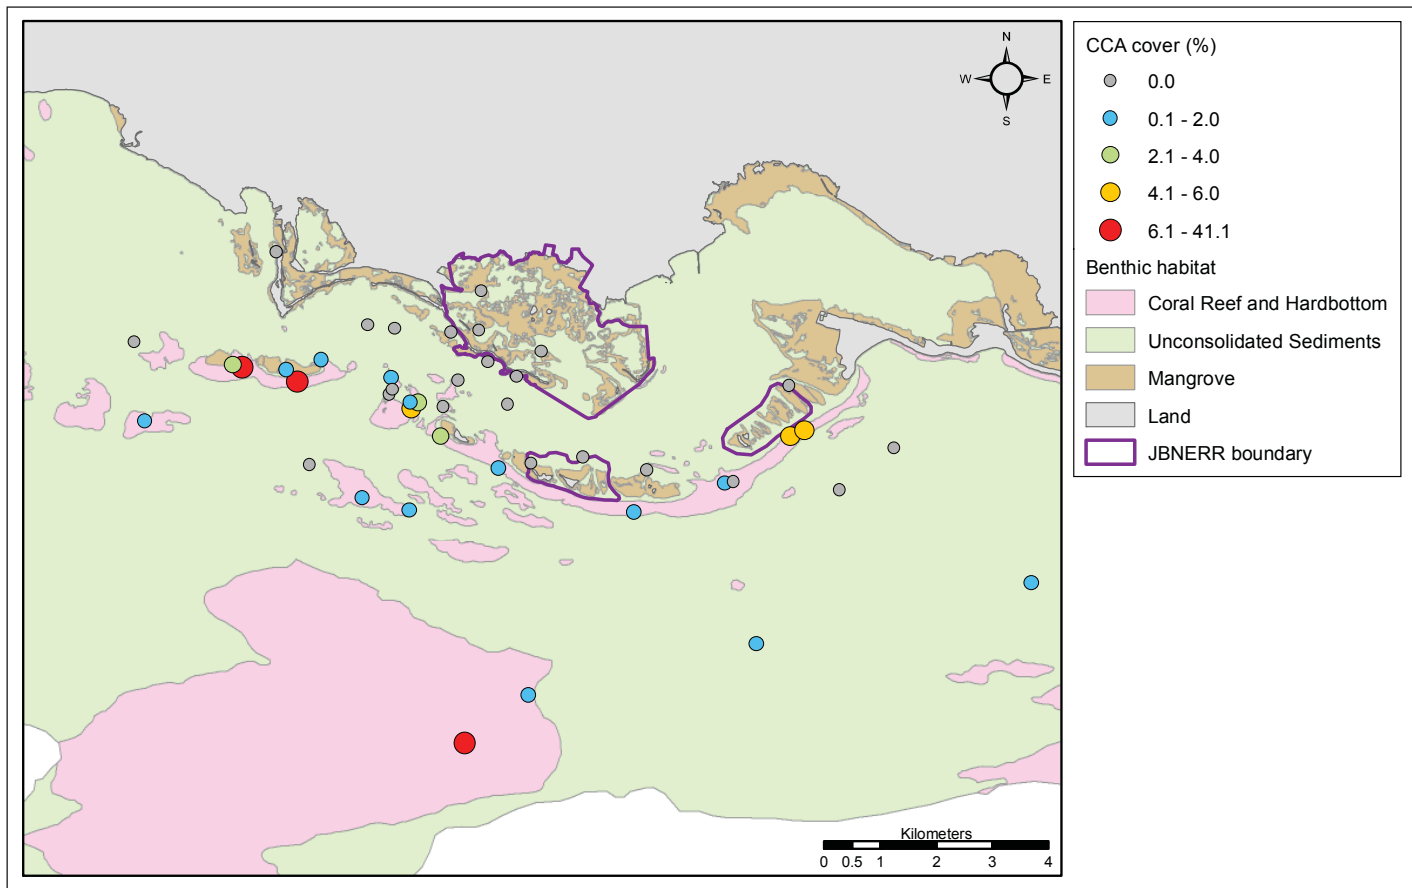 N
W E
S
Kilometers
0 0.5 1 2 3 4
CCA cover (%)
0.0
0.1 - 2.0
2.1 - 4.0
4.1 - 6.0
6.1 - 41.1
Benthic habitat
Coral Reef and Hardbottom
Unconsolidated Sediments
Mangrove
Land
JBNERR boundary